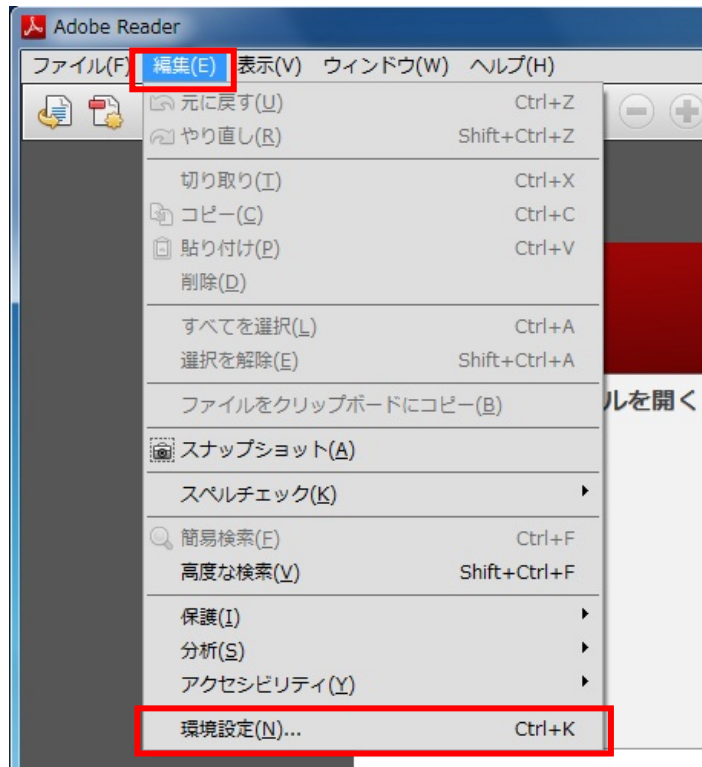 Adobe Reader
ファイル(F) 編集(E) 表示(V) ウィンドウ(W) ヘルプ(H)
元に戻す(U) Ctrl+Z
やり直し(R) Shift+Ctrl+Z
切り取り(T) Ctrl+X
コピー(C) Ctrl+C
貼り付け(P) Ctrl+V
削除(D)
すべてを選択(L) Ctrl+A
選択を解除(E) Shift+Ctrl+A
ファイルをクリップボードにコピー(B)
ルを開く
スナップショット(A)
スペルチェック(K)
簡易検索(F) Ctrl+F
高度な検索(V) Shift+Ctrl+F
保護(I)
分析(S)
アクセシビリティ(Y)
環境設定(N)... Ctrl+K